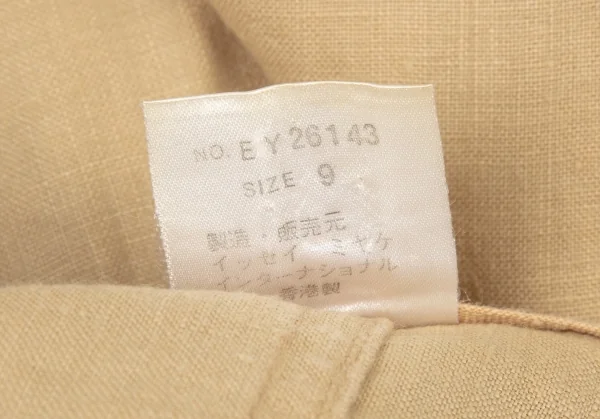 NO. EY26143
SIZE 9
製造・販売元
イッセイ ミヤケ
インターナショナル
香港製